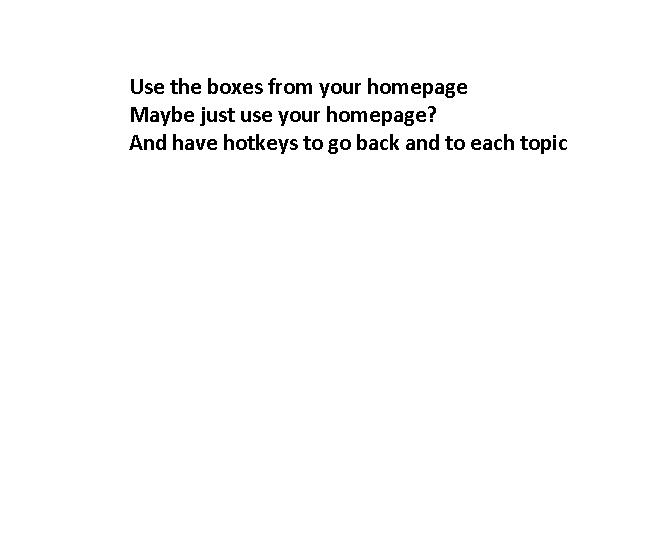 Use the boxes from your homepage
Maybe just use your homepage?
And have hotkeys to go back and to each topic